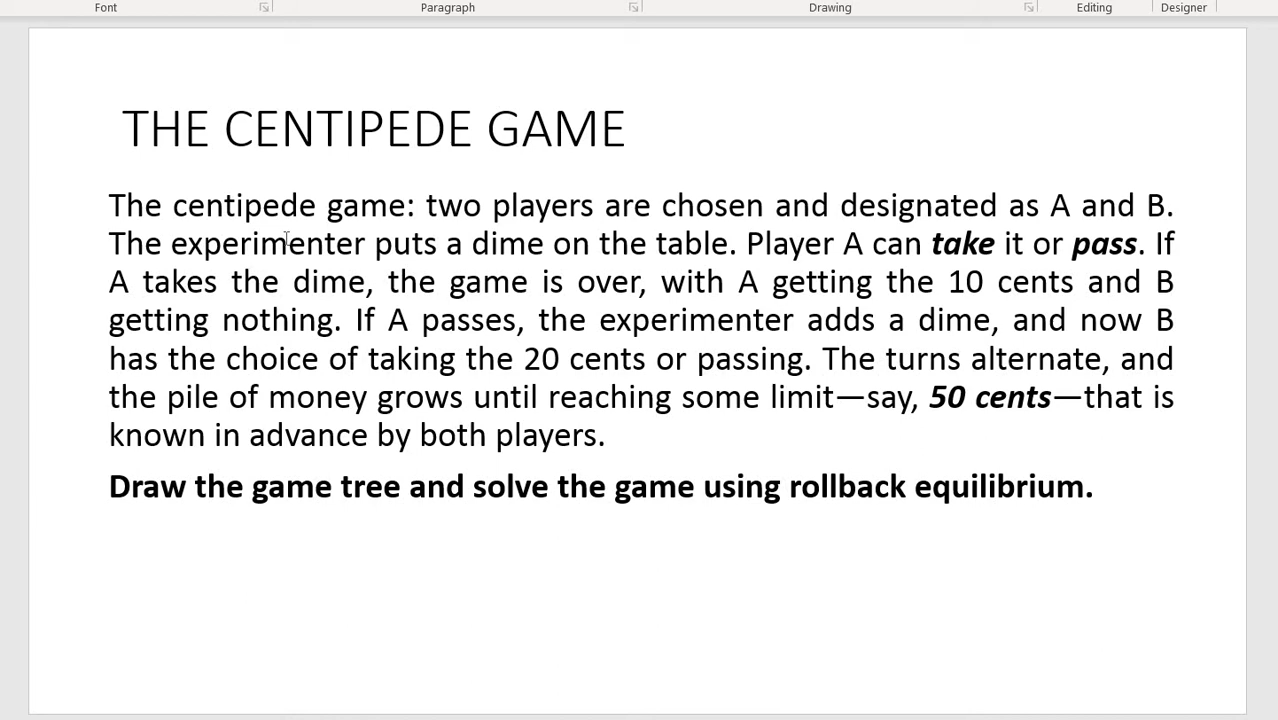 Font Paragraph Drawing Editing Designer
THE CENTIPEDE GAME
The centipede game: two players are chosen and designated as A and B.
The experimenter puts a dime on the table. Player A can take it or pass. If
A takes the dime, the game is over, with A getting the 10 cents and B
getting nothing. If A passes, the experimenter adds a dime, and now B
has the choice of taking the 20 cents or passing. The turns alternate, and
the pile of money grows until reaching some limit—say, 50 cents—that is
known in advance by both players.
Draw the game tree and solve the game using rollback equilibrium.